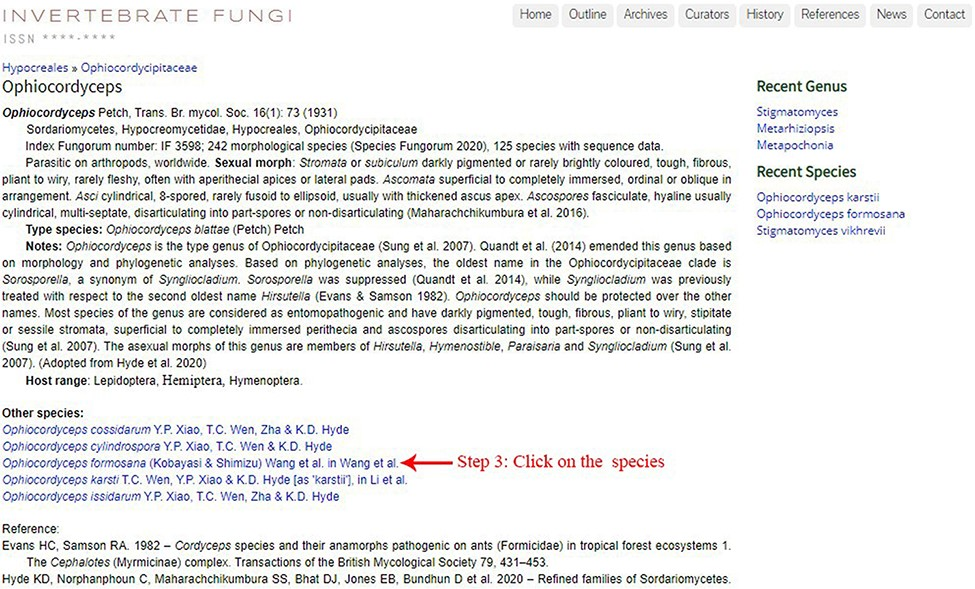 INVERTEBRATE FUNGI
Home Outline Archives Curators History References News Contact
ISSN ****-****
Hypocreales » Ophiocordycipitaceae
Ophiocordyceps
Ophiocordyceps Petch, Trans. Br. mycol. Soc. 16(1): 73 (1931)
Sordariomycetes, Hypocreomycetidae, Hypocreales, Ophiocordycipitaceae
Index Fungorum number: IF 3598; 242 morphological species (Species Fungorum 2020), 125 species with sequence data.
Parasitic on arthropods, worldwide. Sexual morph: Stromata or subiculum darkly pigmented or rarely brightly coloured, tough, fibrous,
pliant to wiry, rarely fleshy, often with aperithecial apices or lateral pads. Ascomata superficial to completely immersed, ordinal or oblique in
arrangement. Asci cylindrical, 8-spored, rarely fusoid to ellipsoid, usually with thickened ascus apex. Ascospores fasciculate, hyaline usually
cylindrical, multi-septate, disarticulating into part-spores or non-disarticulating (Maharachchikumbura et al. 2016).
Type species: Ophiocordyceps blattae (Petch) Petch
Notes: Ophiocordyceps is the type genus of Ophiocordycipitaceae (Sung et al. 2007). Quandt et al. (2014) emended this genus based
on morphology and phylogenetic analyses. Based on phylogenetic analyses, the oldest name in the Ophiocordycipitaceae clade is
Sorosporella, a synonym of Syngliocladium. Sorosporella was suppressed (Quandt et al. 2014), while Syngliocladium was previously
treated with respect to the second oldest name Hirsutella (Evans & Samson 1982). Ophiocordyceps should be protected over the other
names. Most species of the genus are considered as entomopathogenic and have darkly pigmented, tough, fibrous, pliant to wiry, stipitate
or sessile stromata, superficial to completely immersed perithecia and ascospores disarticulating into part-spores or non-disarticulating
(Sung et al. 2007). The asexual morphs of this genus are members of Hirsutella, Hymenostible, Paraisaria and Syngliocladium (Sung et al.
2007). (Adopted from Hyde et al. 2020)
Host range: Lepidoptera, Hemiptera, Hymenoptera.
Other species:
Ophiocordyceps cossidarum Y.P. Xiao, T.C. Wen, Zha & K.D. Hyde
Ophiocordyceps cylindrospora Y.P. Xiao, T.C. Wen & K.D. Hyde
Ophiocordyceps formosana (Kobayasi & Shimizu) Wang et al. in Wang et al.
Step 3: Click on the species
Ophiocordyceps karsti T.C. Wen, Y.P. Xiao & K.D. Hyde [as 'karstii'], in Li et al.
Ophiocordyceps issidarum Y.P. Xiao, T.C. Wen, Zha & K.D. Hyde
Reference:
Evans HC, Samson RA. 1982 – Cordyceps species and their anamorphs pathogenic on ants (Formicidae) in tropical forest ecosystems 1.
The Cephalotes (Myrmicinae) complex. Transactions of the British Mycological Society 79, 431–453.
Hyde KD, Norphanphoun C, Maharachchikumbura SS, Bhat DJ, Jones EB, Bundhun D et al. 2020 – Refined families of Sordariomycetes.
Recent Genus
Stigmatomyces
Metarhiziopsis
Metapochonia
Recent Species
Ophiocordyceps karstii
Ophiocordyceps formosana
Stigmatomyces vikhrevii